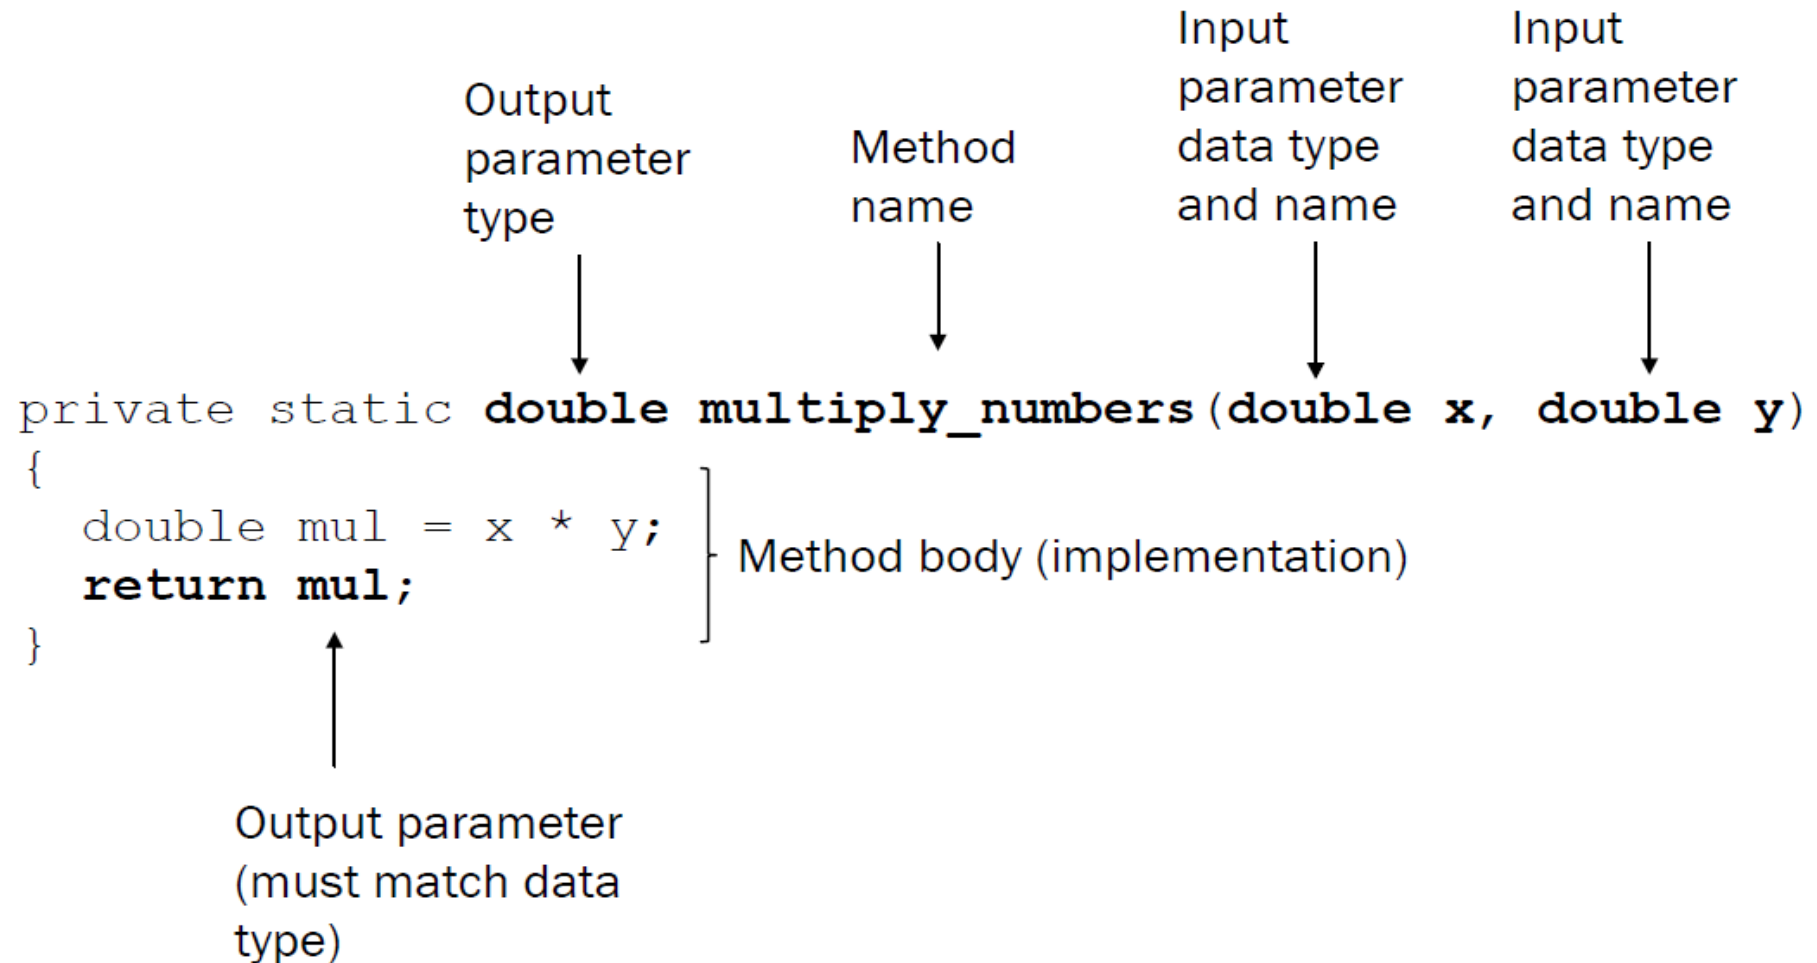 Output
parameter
type
Method
name
Input
parameter
data type
and name
Input
parameter
data type
and name
private static double multiply_numbers(double x, double y)
{
double mul = x * y;
return mul;
}
Method body (implementation)
Output parameter
(must match data
type)